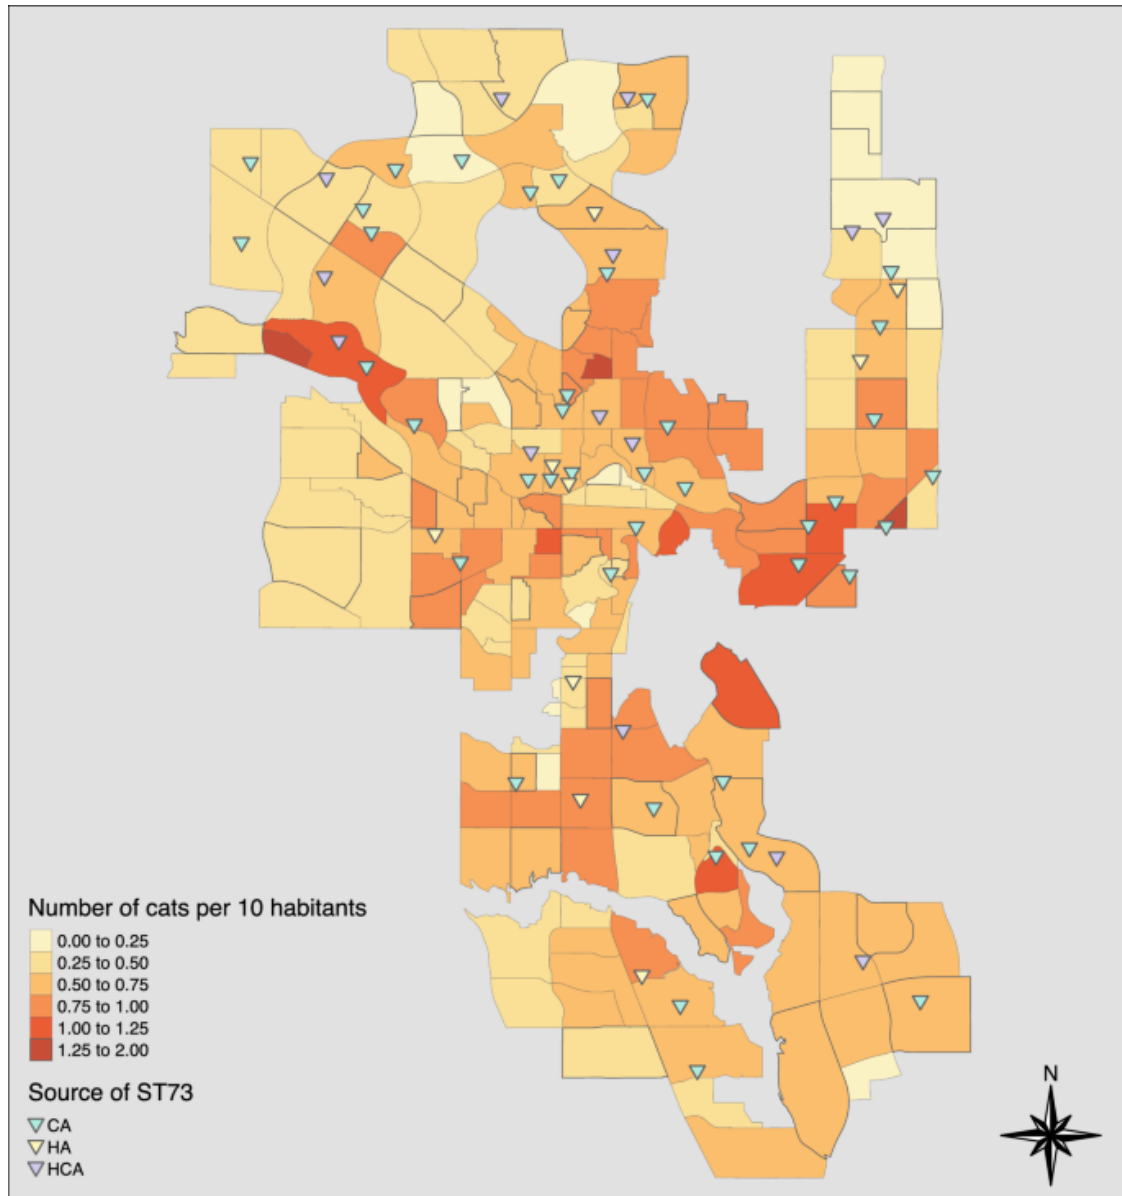 Number of cats per 10 habitants
0.00 to 0.25
0.25 to 0.50
0.50 to 0.75
0.75 to 1.00
1.00 to 1.25
1.25 to 2.00
Source of ST73
CA
HA
HCA
N